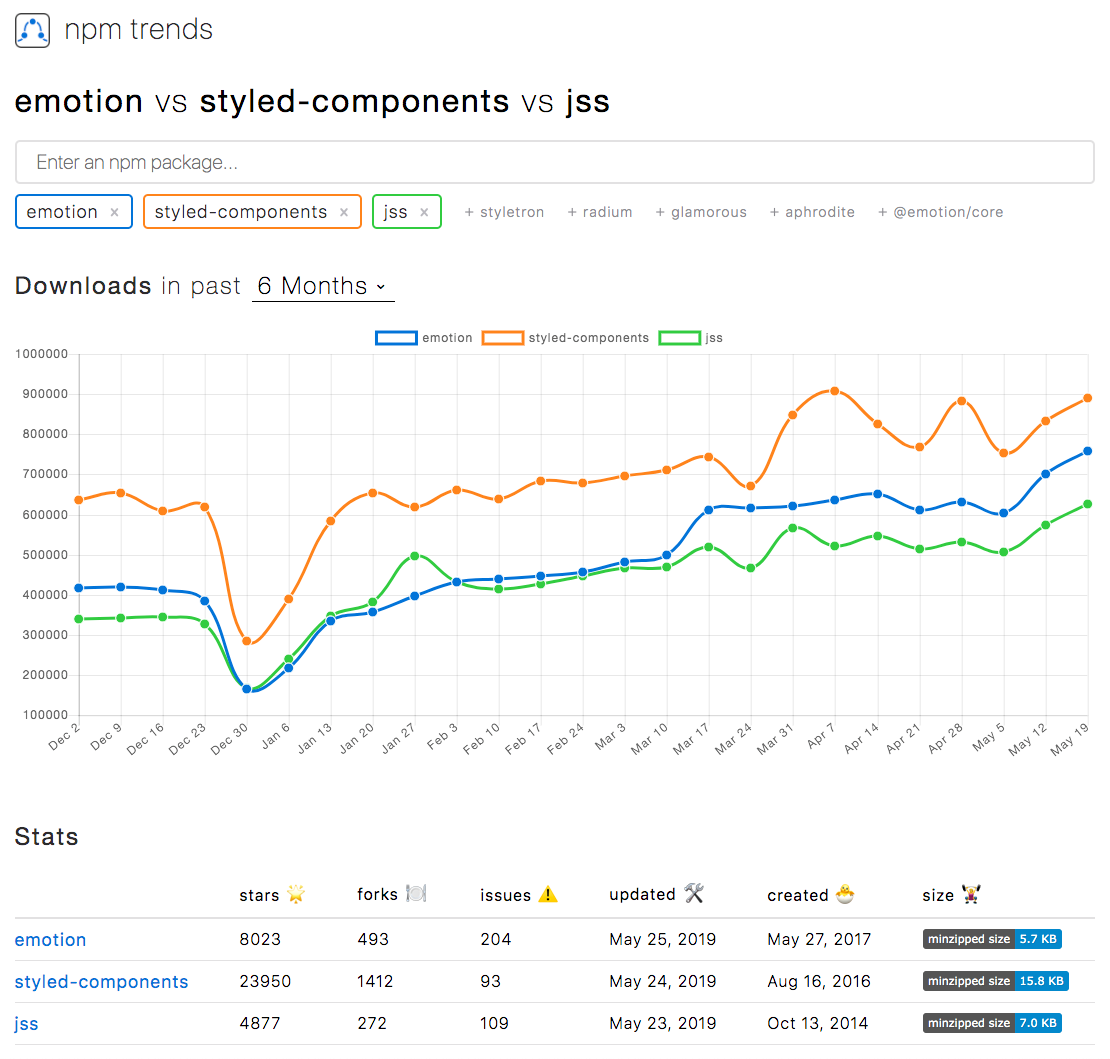 npm trends
emotion vs styled-components vs jss
Enter an npm package...
emotion × styled-components × jss × + styletron + radium + glamorous + aphrodite + @emotion/core
Downloads in past 6 Months
emotion styled-components jss
1000000
900000
800000
700000
600000
500000
400000
300000
200000
100000
Dec 2 Dec 9 Dec 16 Dec 23 Dec 30 Jan 6 Jan 13 Jan 20 Jan 27 Feb 3 Feb 10 Feb 17 Feb 24 Mar 3 Mar 10 Mar 17 Mar 24 Mar 31 Apr 7 Apr 14 Apr 21 Apr 28 May 5 May 12 May 19
Stats
stars forks issues updated created size
emotion 8023 493 204 May 25, 2019 May 27, 2017 minzipped size 5.7 KB
styled-components 23950 1412 93 May 24, 2019 Aug 16, 2016 minzipped size 15.8 KB
jss 4877 272 109 May 23, 2019 Oct 13, 2014 minzipped size 7.0 KB